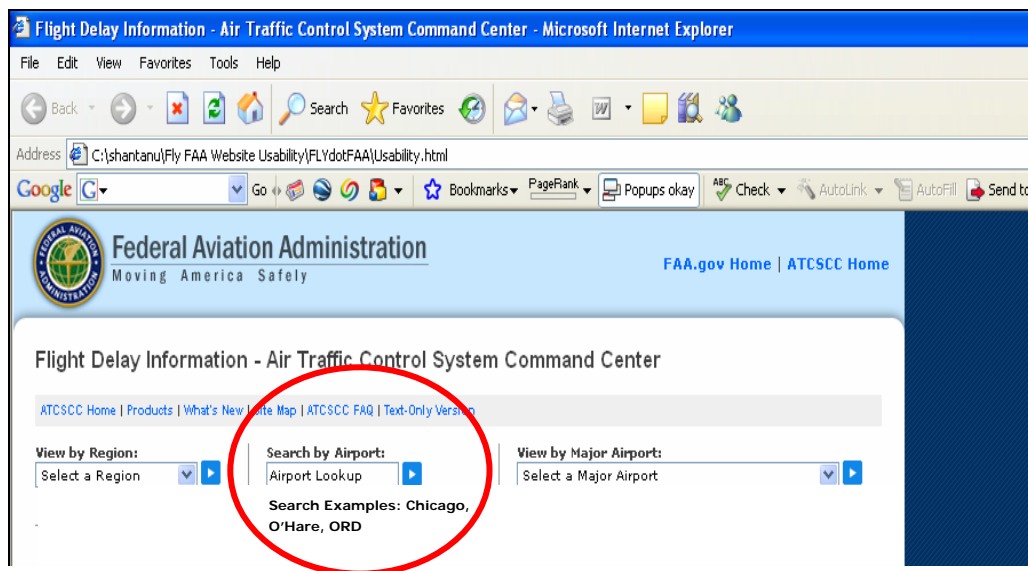 Flight Delay Information - Air Traffic Control System Command Center - Microsoft Internet Explorer
File Edit View Favorites Tools Help
Back Search Favorites W
Address C:\shantanu\Fly FAA Website Usability\FLYdotFAA\Usability.html
Google G Go Bookmarks PageRank Popups okay ABC Check AutoLink AutoFill Send to
FEDERAL AVIATION ADMINISTRATION
Federal Aviation Administration
Moving America Safely
FAA.gov Home | ATCSCC Home
Flight Delay Information - Air Traffic Control System Command Center
ATCSCC Home | Products | What's New | Site Map | ATCSCC FAQ | Text-Only Version
View by Region: Search by Airport: View by Major Airport:
Select a Region Airport Lookup Select a Major Airport
Search Examples: Chicago,
O'Hare, ORD